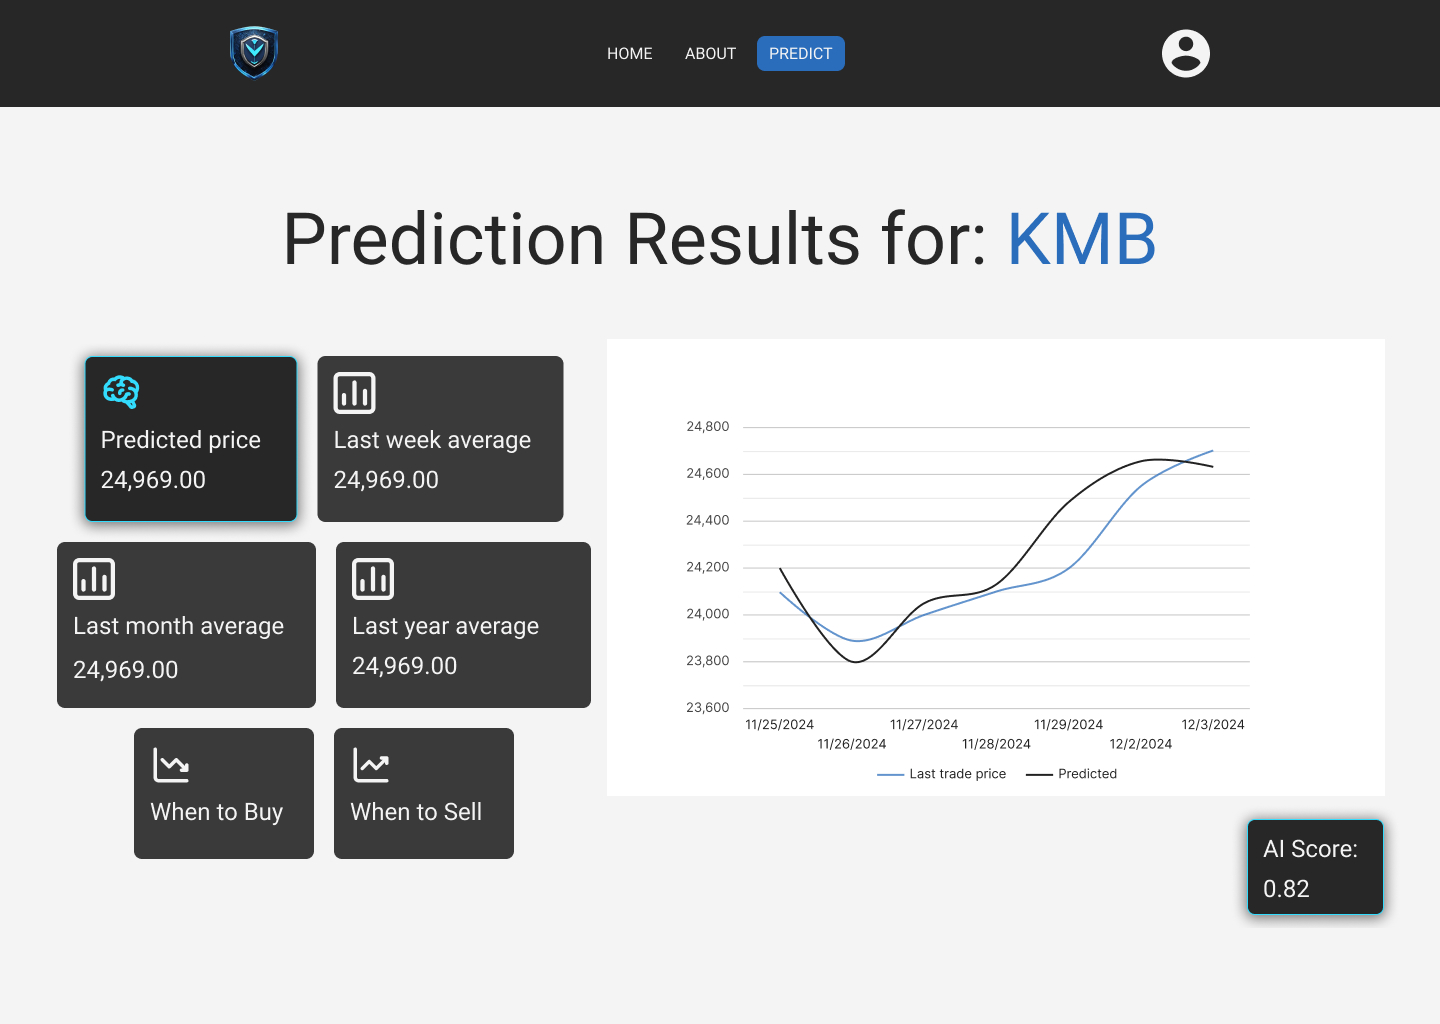 HOME ABOUT PREDICT
Prediction Results for: KMB
Predicted price
24,969.00
Last week average
24,969.00
Last month average
24,969.00
Last year average
24,969.00
When to Buy
When to Sell
24,800
24,600
24,400
24,200
24,000
23,800
23,600
11/25/2024
11/26/2024
11/27/2024
11/28/2024
11/29/2024
12/2/2024
12/3/2024
Last trade price
Predicted
AI Score:
0.82